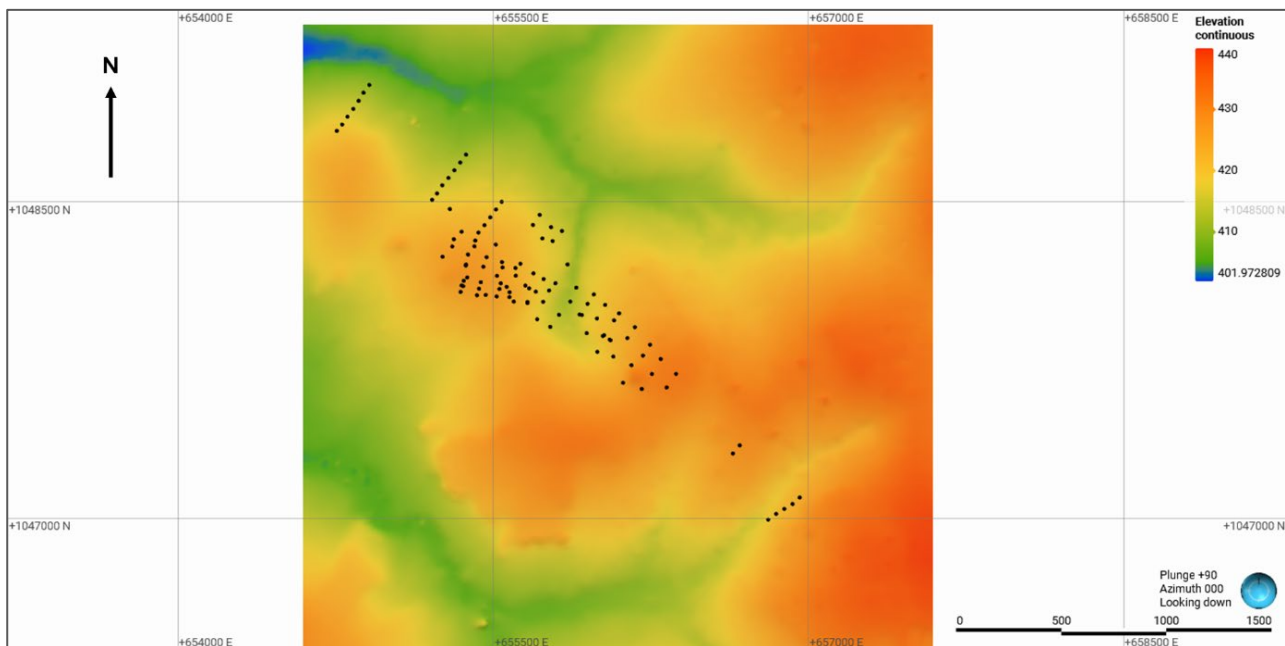 +654000 E
+655500 E
+657000 E
+658500 E
Elevation
continuous
440
430
420
410
401.972809
N
+1048500 N
+1048500 N
+1047000 N
+1047000 N
Plunge +90
Azimuth 000
Looking down
0
500
1000
1500
+654000 E
+655500 E
+657000 E
+658500 E